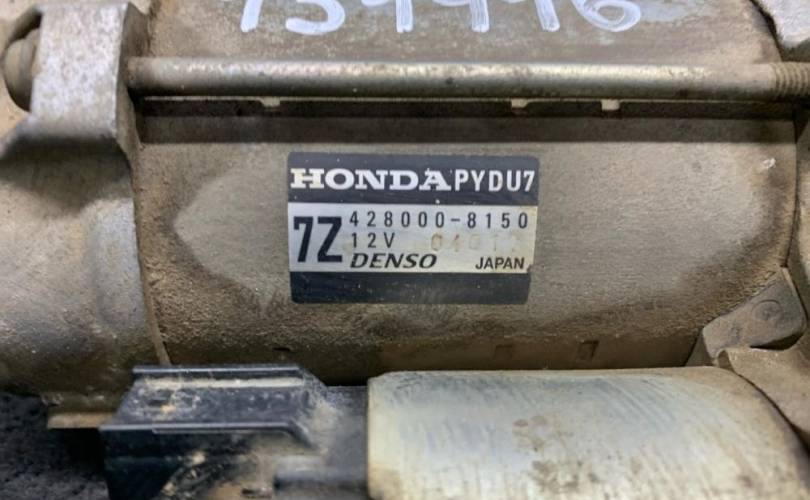 HONDA PYDU7
7Z
428000-8150
12V
DENSO JAPAN